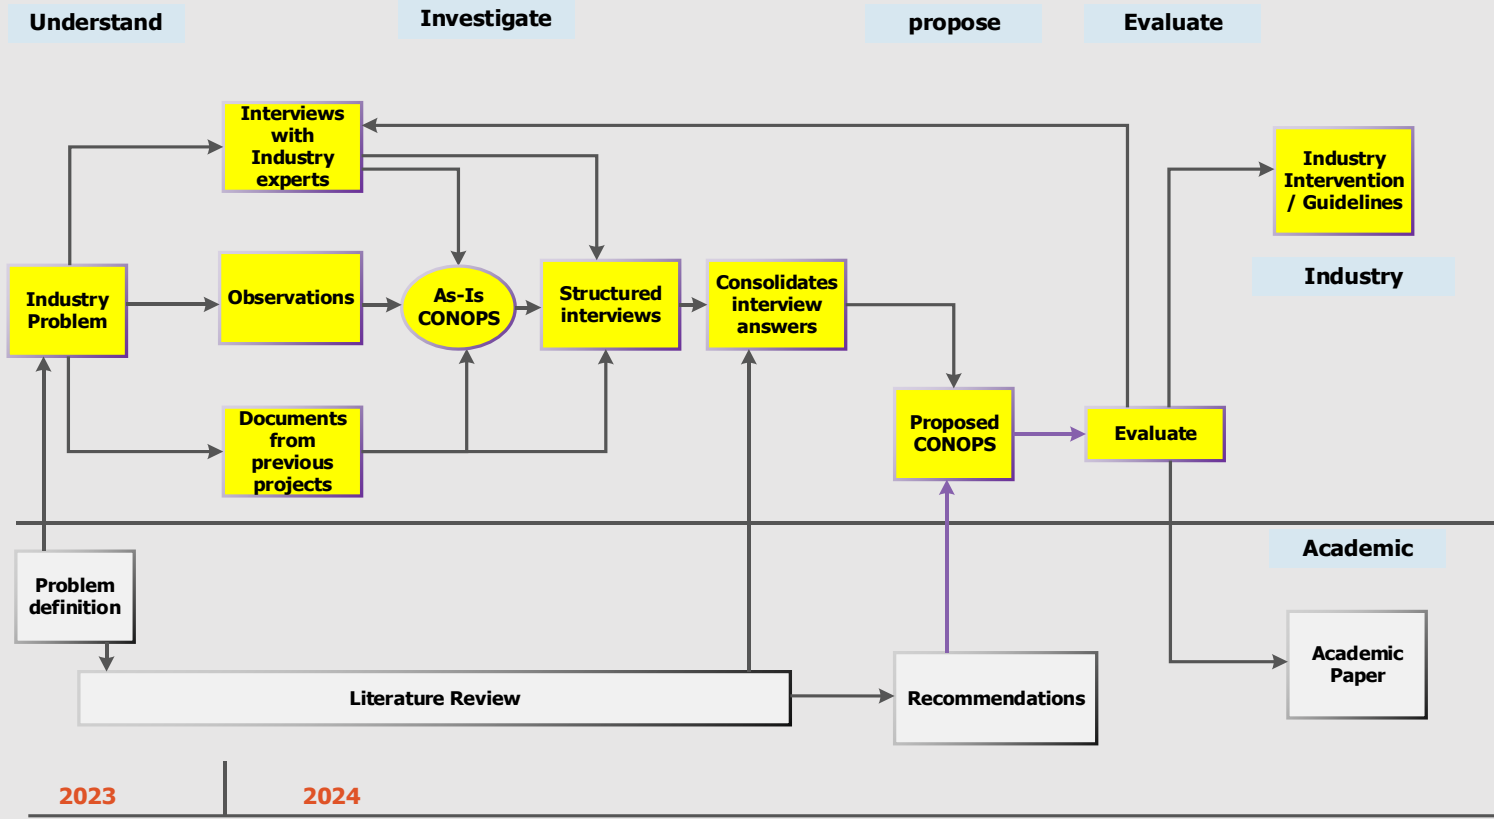 Understand
Investigate
propose
Evaluate
Interviews
with
Industry
experts
Industry
Intervention
/ Guidelines
Industry
Industry
Problem
Observations
As-Is
CONOPS
Structured
interviews
Consolidates
interview
answers
Documents
from
previous
projects
Proposed
CONOPS
Evaluate
Academic
Problem
definition
Academic
Paper
Literature Review
Recommendations
2023
2024